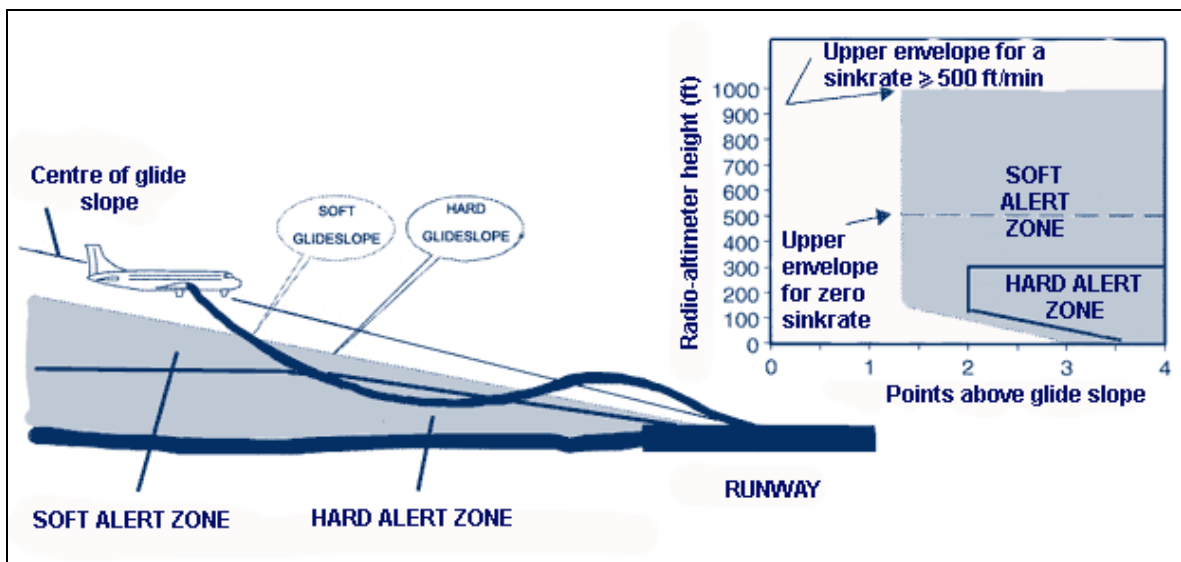 Centre of glide
slope
SOFT
GLIDESLOPE
HARD
GLIDESLOPE
SOFT ALERT ZONE
HARD ALERT ZONE
RUNWAY
Upper envelope for a
sinkrate ≥ 500 ft/min
Radio-altimeter height (ft)
1000
900
800
700
600
500
400
300
200
100
0
SOFT
ALERT
ZONE
Upper
envelope
for zero
sinkrate
HARD ALERT
ZONE
0 1 2 3 4
Points above glide slope